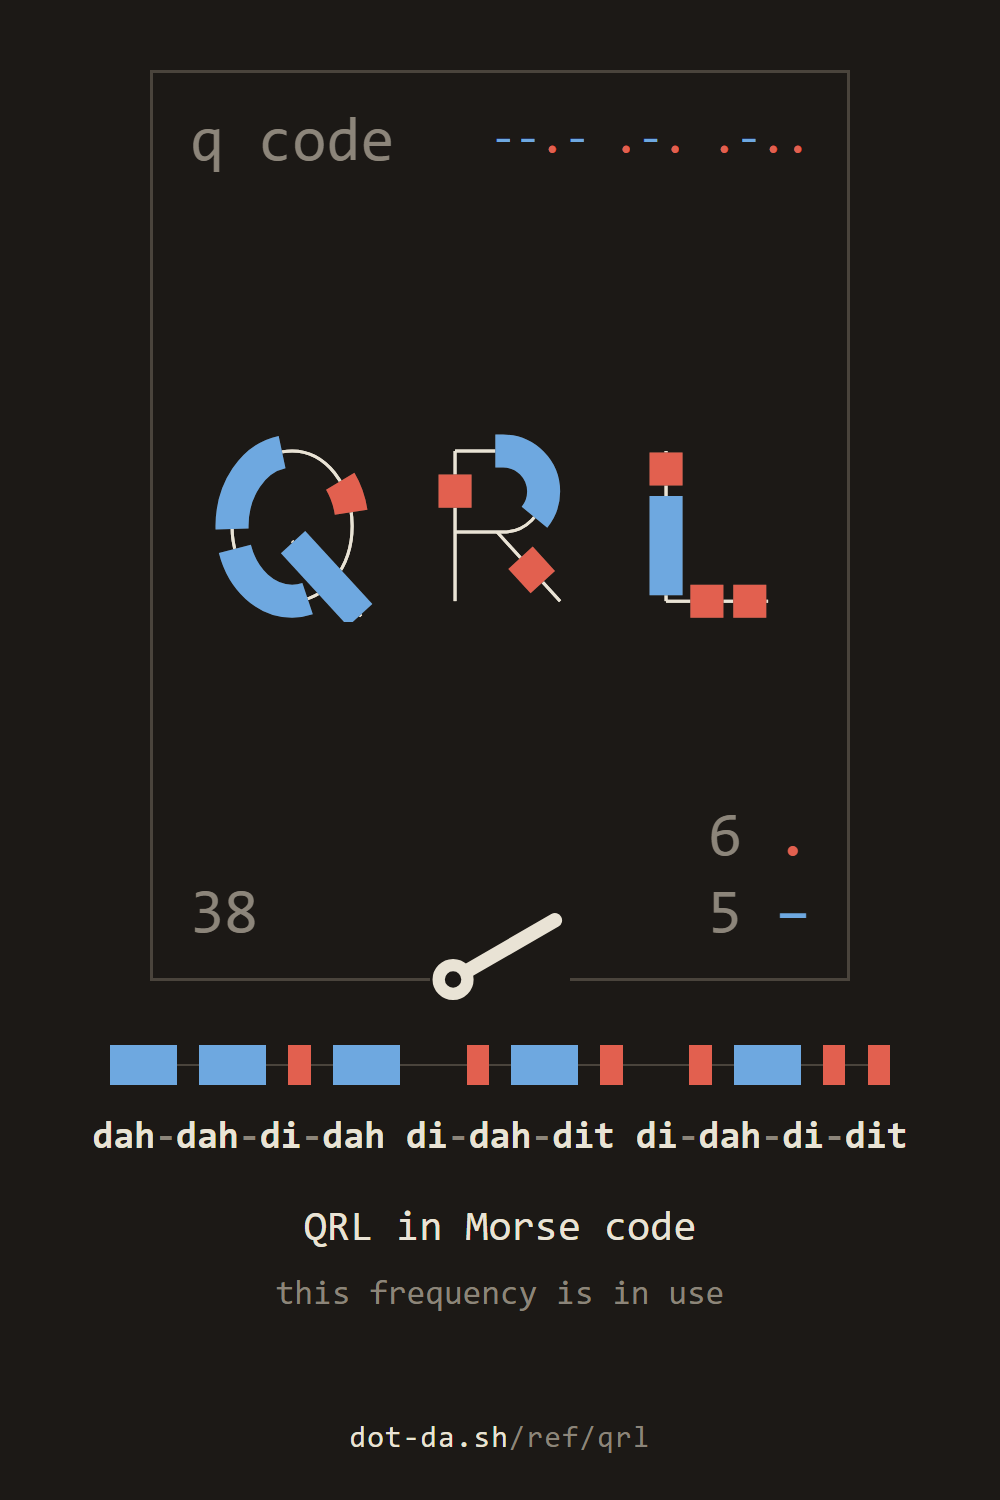 q code --.- .-. .-..
QRL
6 .
38 5 -
dah-dah-di-dah di-dah-dit di-dah-di-dit
QRL in Morse code
this frequency is in use
dot-da.sh/ref/qrl